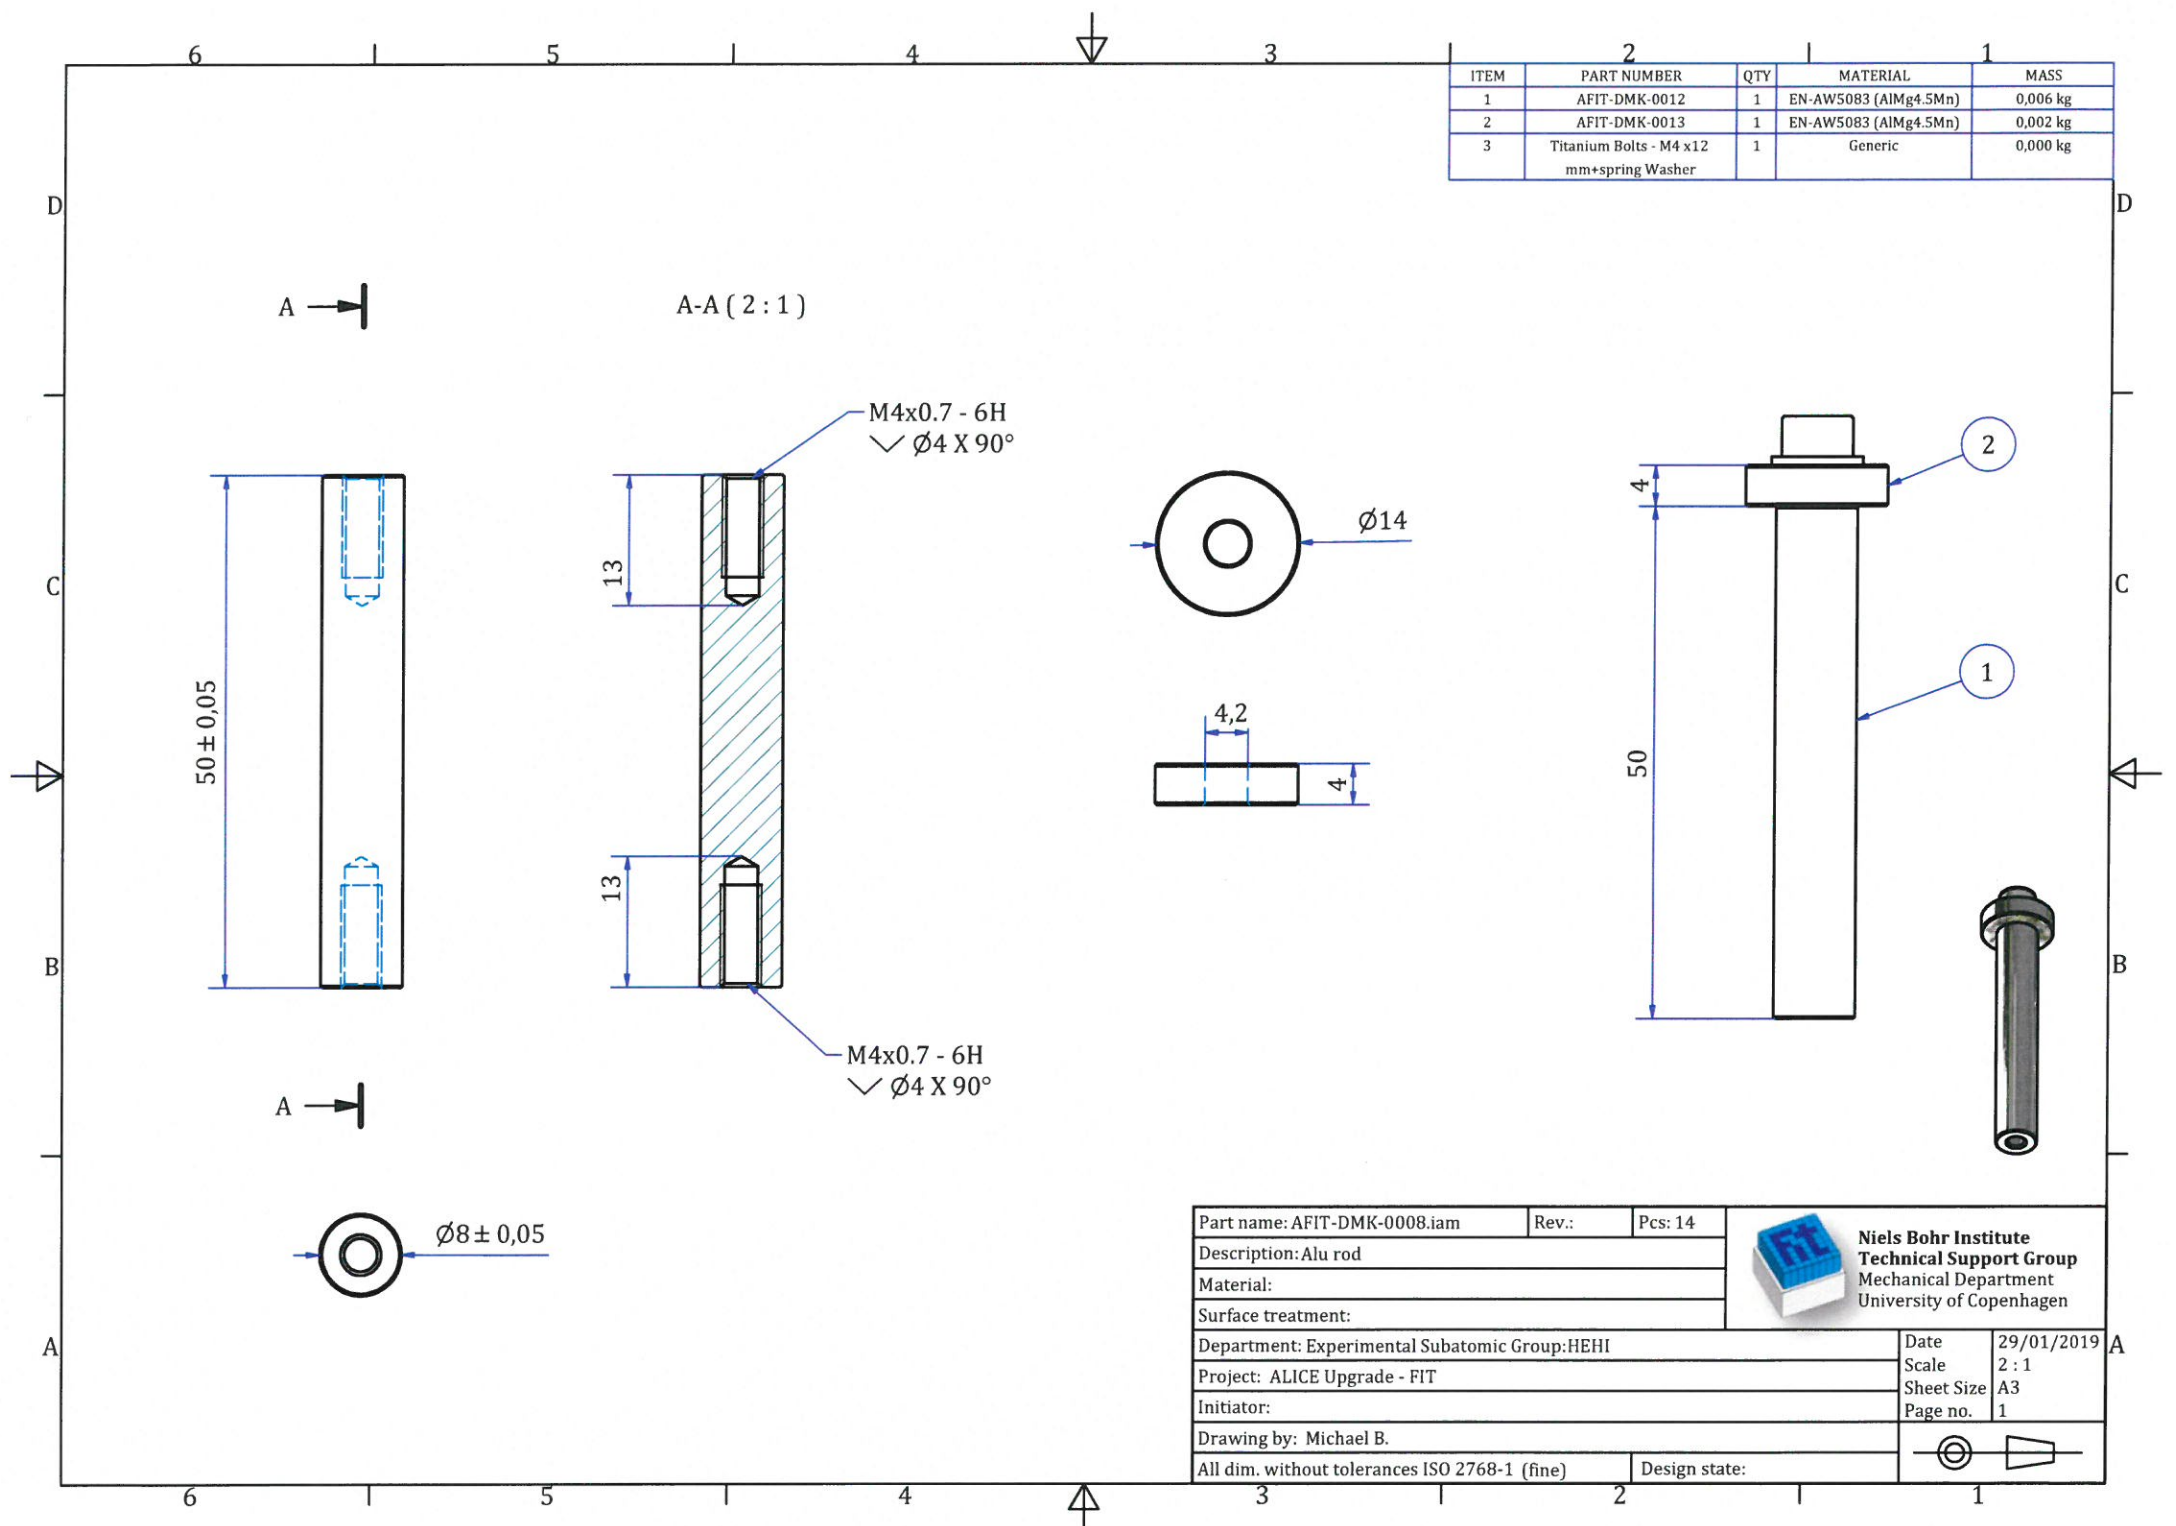 6 5 4 3 2 1
ITEM PART NUMBER QTY MATERIAL MASS
1 AFIT-DMK-0012 1 EN-AW5083 (AlMg4.5Mn) 0,006 kg
2 AFIT-DMK-0013 1 EN-AW5083 (AlMg4.5Mn) 0,002 kg
3 Titanium Bolts - M4 x12 1 Generic 0,000 kg
mm+spring Washer
D D
A A-A ( 2 : 1 )
M4x0.7 - 6H
⌵ Ø4 X 90°
2
4
Ø14
13
C C
1
50 ± 0,05
4,2
50
4
13
B B
M4x0.7 - 6H
⌵ Ø4 X 90°
A
Ø8 ± 0,05
Part name: AFIT-DMK-0008.iam Rev.: Pcs: 14
Description: Alu rod
Material:
Surface treatment:
Fit
Niels Bohr Institute
Technical Support Group
Mechanical Department
University of Copenhagen
A A
Department: Experimental Subatomic Group:HEHI
Project: ALICE Upgrade - FIT
Initiator:
Drawing by: Michael B.
All dim. without tolerances ISO 2768-1 (fine) Design state:
Date 29/01/2019
Scale 2 : 1
Sheet Size A3
Page no. 1
6 5 4 3 2 1